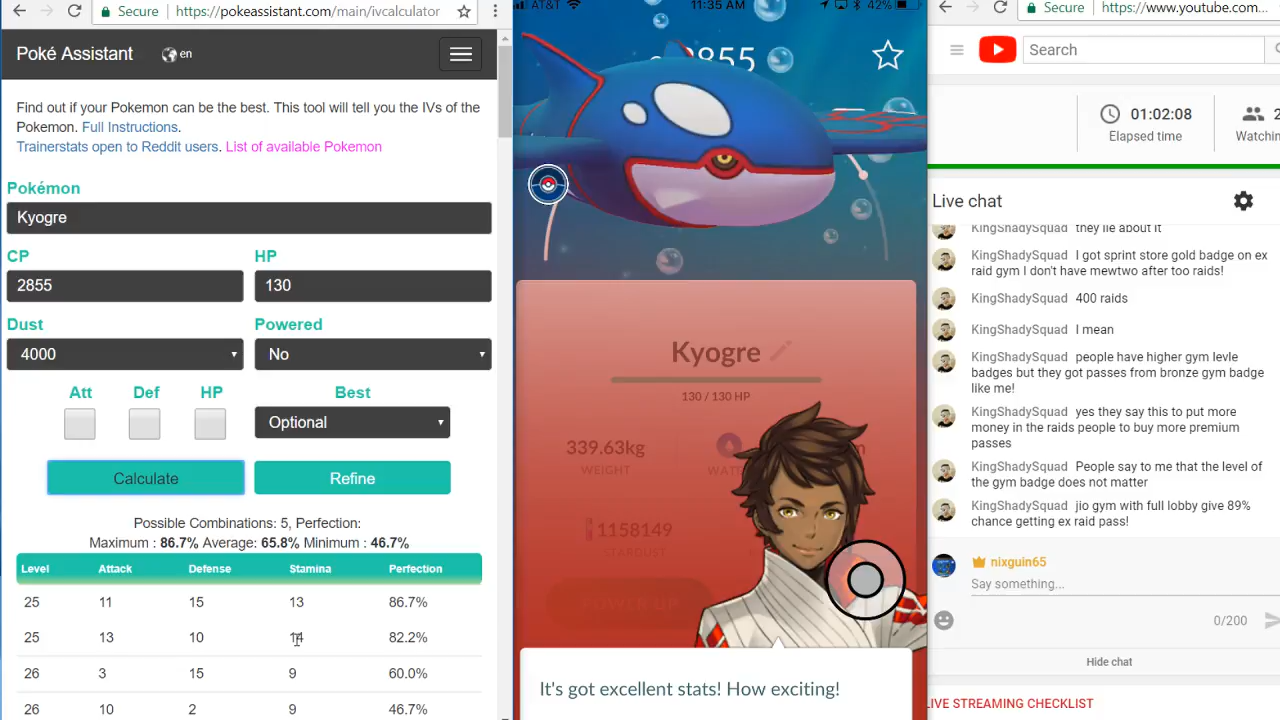 Secure https://pokeassistant.com/main/ivcalculator
Poké Assistant en
Find out if your Pokemon can be the best. This tool will tell you the IVs of the
Pokemon. Full Instructions.
Trainerstats open to Reddit users. List of available Pokemon
Pokémon
Kyogre
CP HP
2855 130
Dust Powered
4000 No
Att Def HP Best
Optional
Calculate Refine
Possible Combinations: 5, Perfection:
Maximum : 86.7% Average: 65.8% Minimum : 46.7%
Level Attack Defense Stamina Perfection
25 11 15 13 86.7%
25 13 10 14 82.2%
26 3 15 9 60.0%
26 10 2 9 46.7%
AT&T 11:35 AM 42%
2855
Kyogre
130 / 130 HP
339.63kg
WEIGHT
1158149
STARDUST
POWER UP
It's got excellent stats! How exciting!
Secure https://www.youtube.com...
Search
01:02:08
Elapsed time
Live chat
KingShadySquad they lie about it
KingShadySquad I got sprint store gold badge on ex
raid gym I don't have mewtwo after too raids!
KingShadySquad 400 raids
KingShadySquad I mean
KingShadySquad people have higher gym levle
badges but they got passes from bronze gym badge
like me!
KingShadySquad yes they say this to put more
money in the raids people to buy more premium
passes
KingShadySquad People say to me that the level of
the gym badge does not matter
KingShadySquad jio gym with full lobby give 89%
chance getting ex raid pass!
nixguin65
Say something...
0/200
Hide chat
LIVE STREAMING CHECKLIST